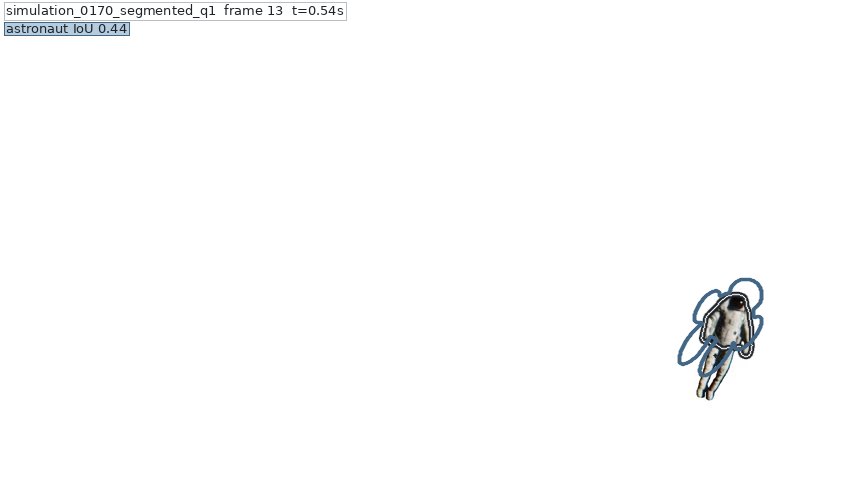 simulation_0170_segmented_q1 frame 13 t=0.54s
astronaut IoU 0.44